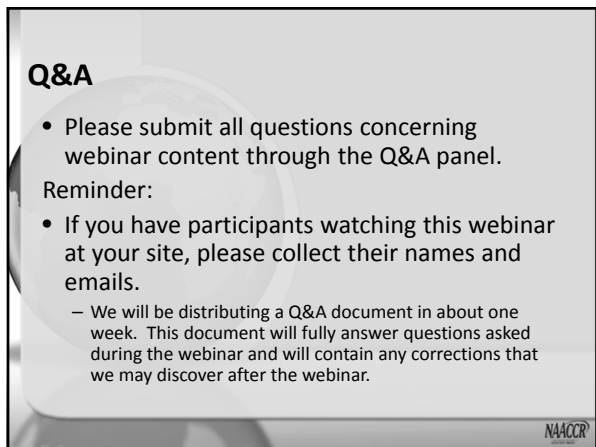 Q&A
• Please submit all questions concerning
webinar content through the Q&A panel.
Reminder:
• If you have participants watching this webinar
at your site, please collect their names and
emails.
– We will be distributing a Q&A document in about one
week. This document will fully answer questions asked
during the webinar and will contain any corrections that
we may discover after the webinar.
NAACCR